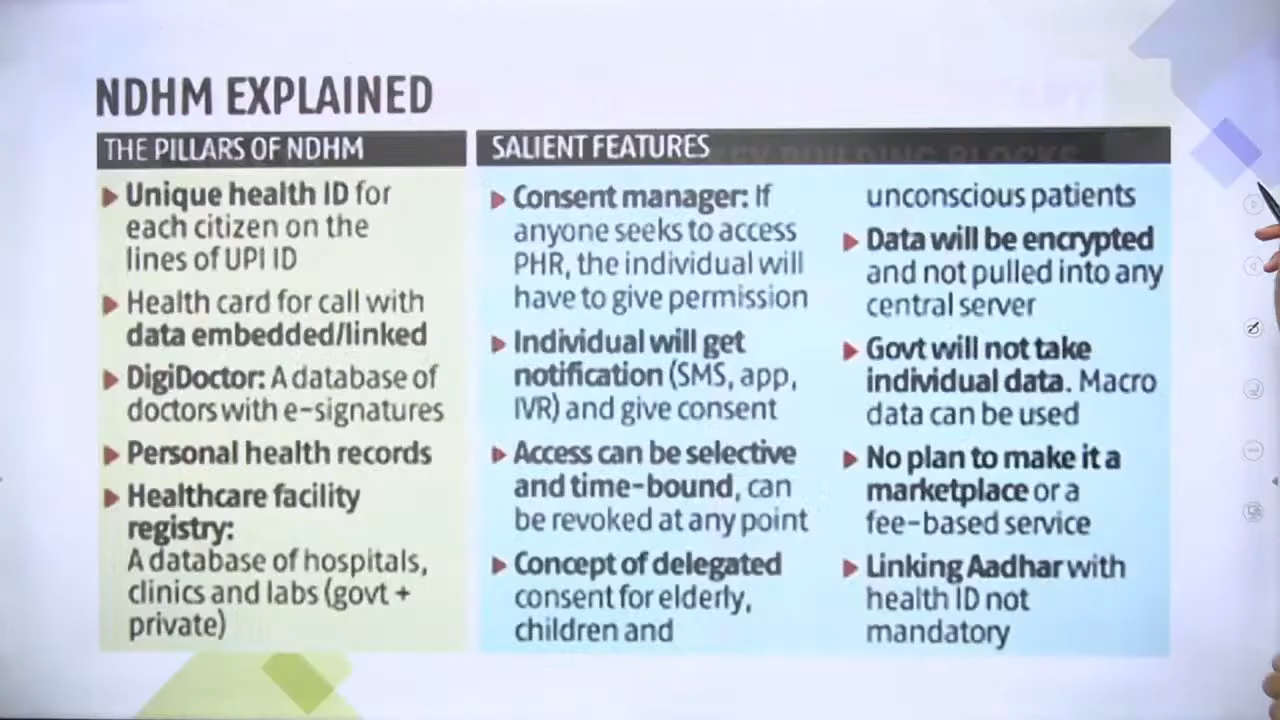 NDHM EXPLAINED
THE PILLARS OF NDHM
Unique health ID for
each citizen on the
lines of UPI ID
Health card for call with
data embedded/linked
DigiDoctor: A database of
doctors with e-signatures
Personal health records
Healthcare facility
registry:
A database of hospitals,
clinics and labs (govt +
private)
SALIENT FEATURES
Consent manager: If
anyone seeks to access
PHR, the individual will
have to give permission
Individual will get
notification (SMS, app,
IVR) and give consent
Access can be selective
and time-bound, can
be revoked at any point
Concept of delegated
consent for elderly,
children and
unconscious patients
Data will be encrypted
and not pulled into any
central server
Govt will not take
individual data. Macro
data can be used
No plan to make it a
marketplace or a
fee-based service
Linking Aadhar with
health ID not
mandatory
KEY BUILDING BLOCKS